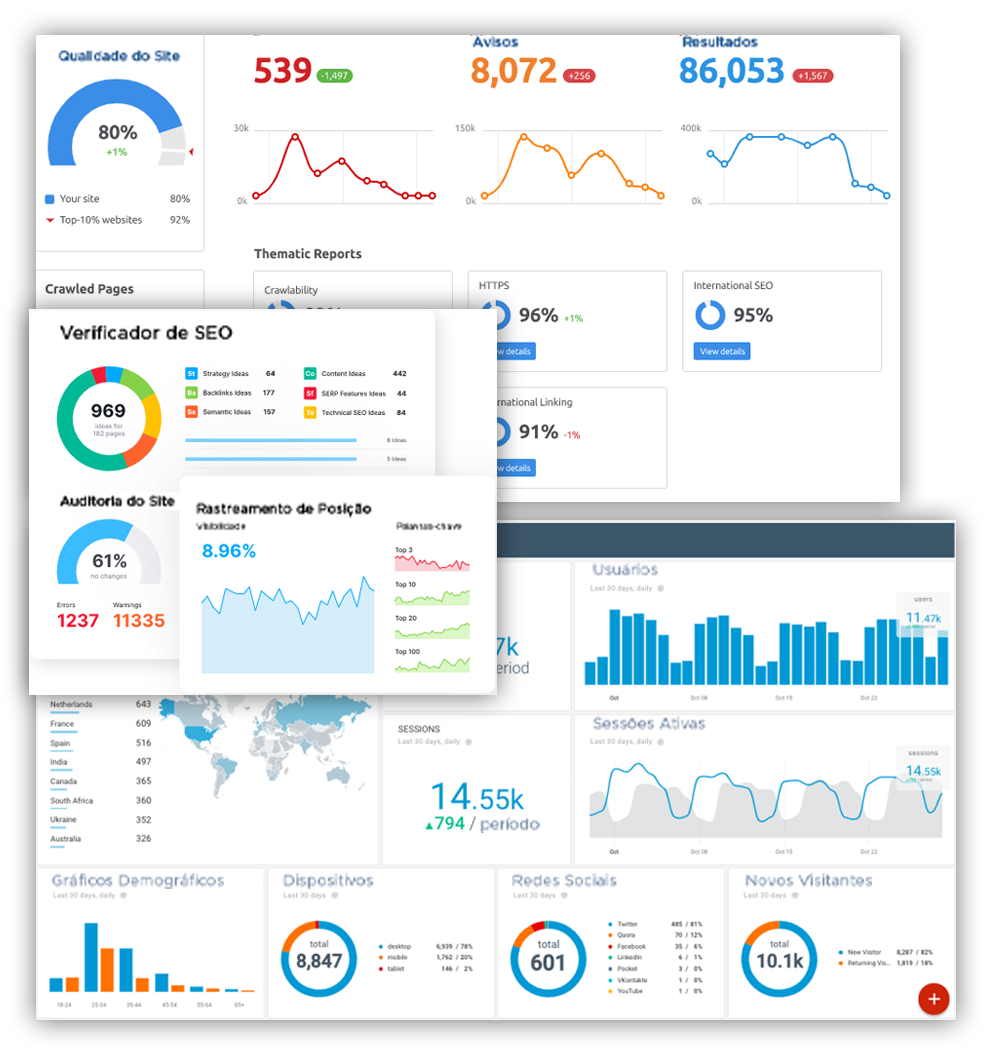 Qualidade do Site
80%
+1%
Your site 80%
Top-10% websites 92%
539 -1,497
30k
0k
Avisos
8,072 +256
150k
0k
Resultados
86,053 +1,567
400k
0k
Thematic Reports
Crawled Pages
Crawlability
HTTPS
96% +1%
details
International SEO
95%
View details
Linking
91% -1%
details
Verificador de SEO
969
ideas for
182 pages
St Strategy Ideas 64
Ba Backlinks Ideas 177
Se Semantic Ideas 157
Co Content Ideas 442
Sf SERP Features Ideas 44
Te Technical SEO Ideas 84
8 Ideas
5 Ideas
Auditoria do Site
61%
no changes
Errors
1237
Warnings
11335
Rastreamento de Posição
Visibilidade
8.96%
Palavras-chave
Top 3
Top 10
Top 20
Top 100
7k
Usuários
Last 30 days, daily
users
11.47k
Oct
Oct 08
Oct 15
Oct 22
Netherlands 643
France 609
Spain 516
India 497
Canada 365
South Africa 360
Ukraine 352
Australia 326
SESSIONS
Last 30 days, daily
14.55k
794 / período
Sessões Ativas
Last 30 days, daily
sessions
14.55k
Oct
Oct 08
Oct 15
Oct 22
Gráficos Demográficos
Last 30 days, daily
18-24
25-34
35-44
45-54
55-64
65+
Dispositivos
Last 30 days
total
8,847
desktop 6,939 / 78%
mobile 1,762 / 20%
tablet 146 / 2%
Redes Sociais
Last 30 days
total
601
Twitter 485 / 81%
Quora 70 / 12%
Facebook 35 / 6%
LinkedIn 6 / 1%
Pocket 3 / 0%
VKontakte 1 / 0%
YouTube 1 / 0%
Novos Visitantes
Last 30 days
total
10.1k
New Visitor 8,287 / 82%
Returning Vis... 1,819 / 18%
+